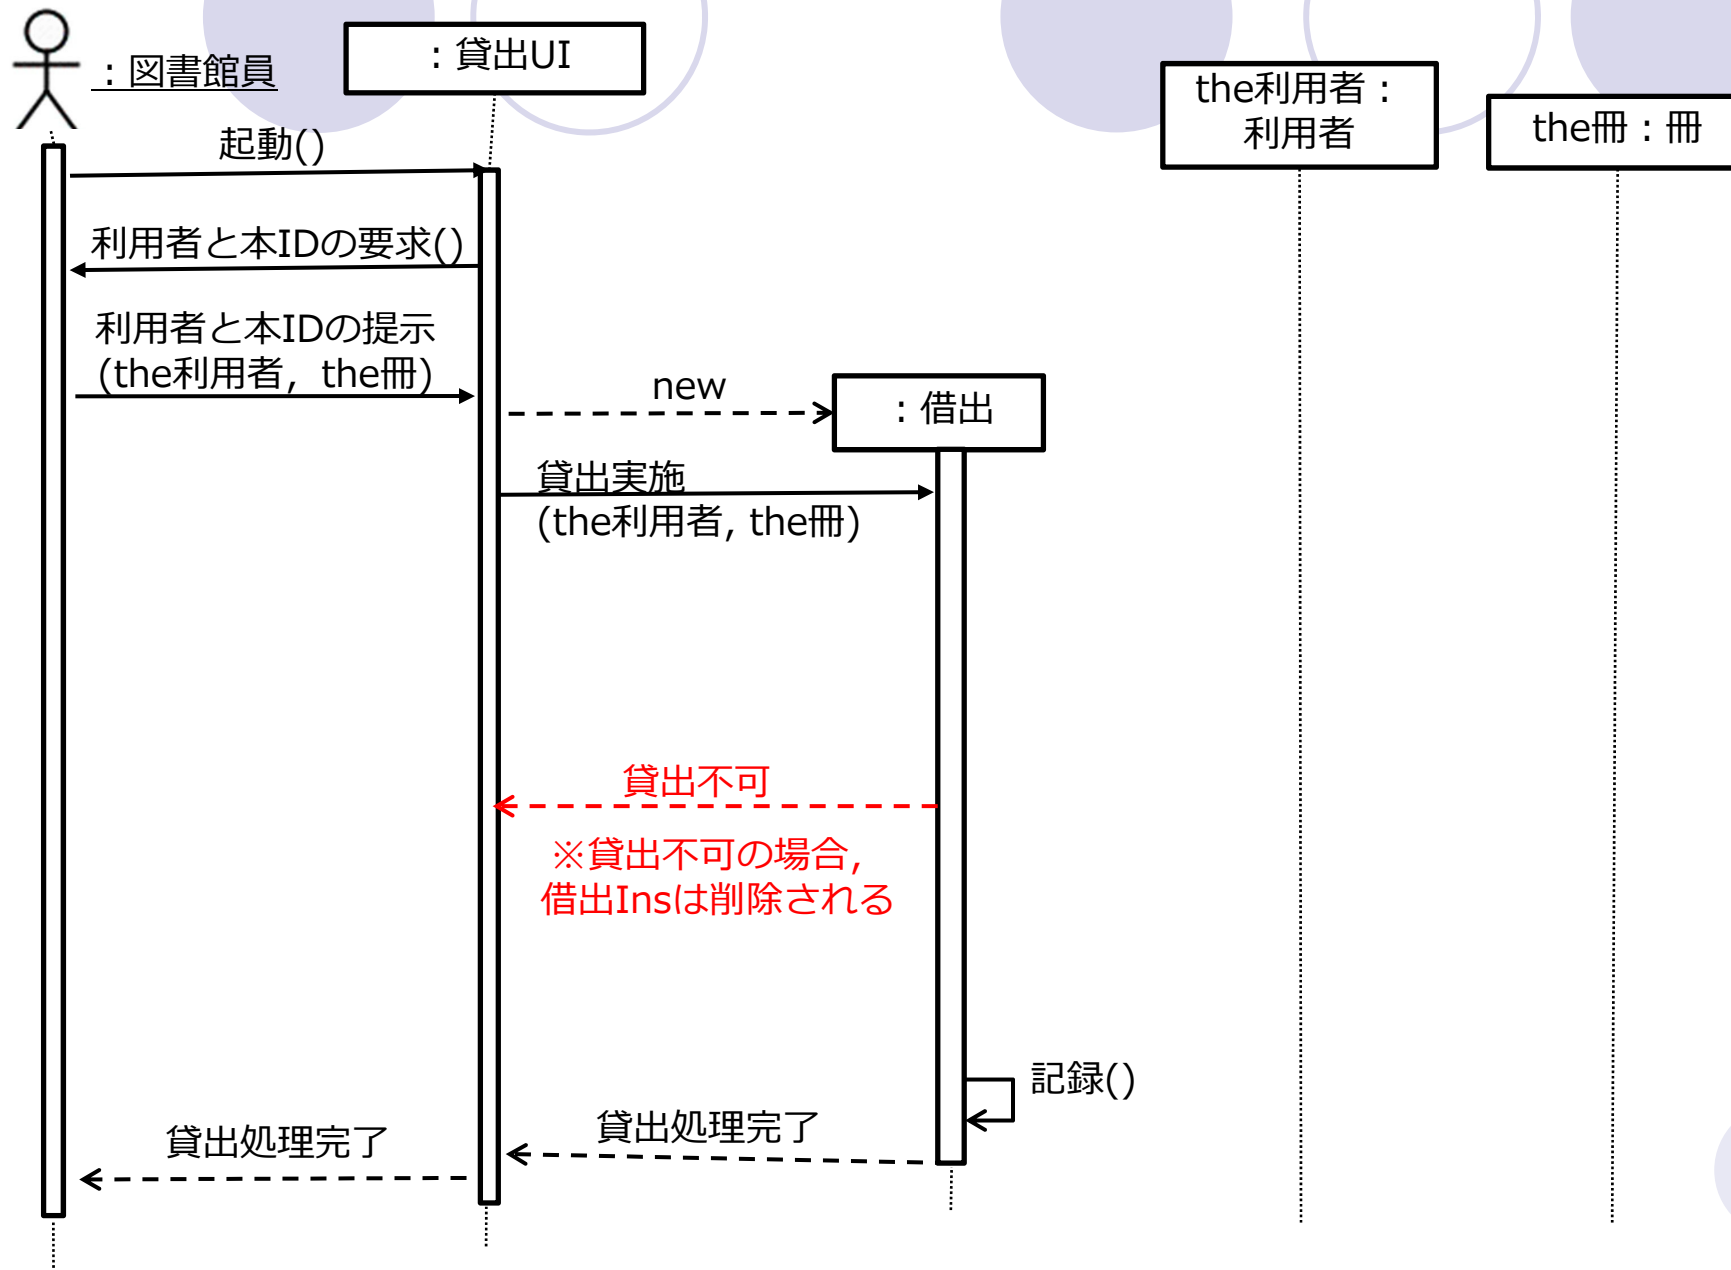 ：図書館員
：貸出UI
the利用者：
利用者
the冊：冊
起動()
利用者と本IDの要求()
利用者と本IDの提示
(the利用者，the冊)
new
：借出
貸出実施
(the利用者, the冊)
貸出不可
※貸出不可の場合,
借出Insは削除される
記録()
貸出処理完了
貸出処理完了